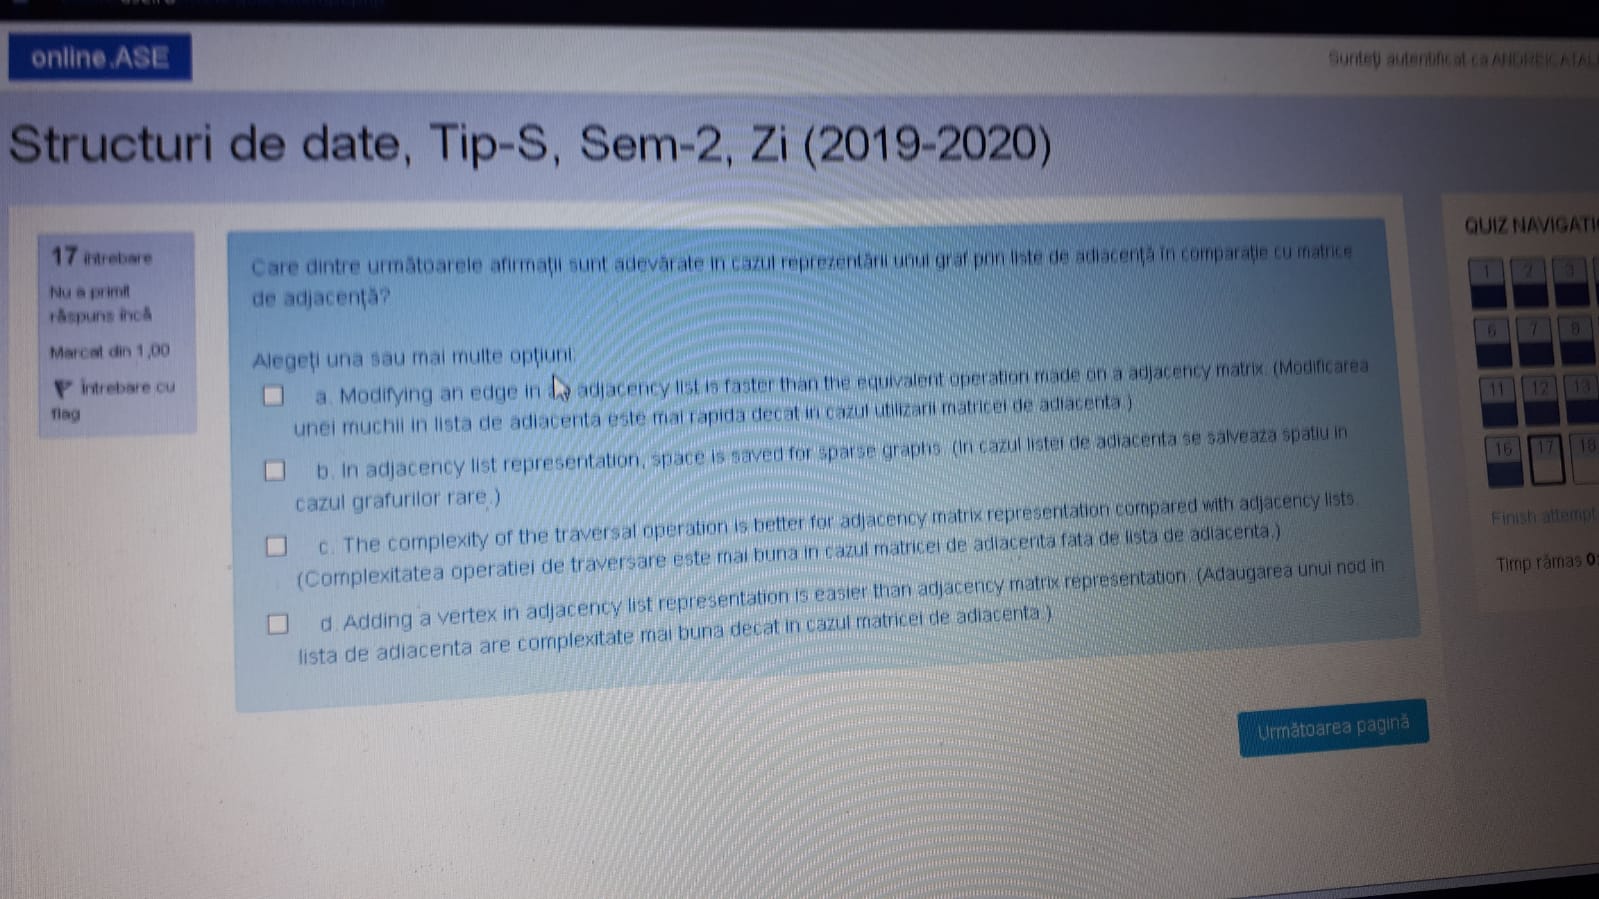 online.ASE
Sunteți autentificat ca
Structuri de date, Tip-S, Sem-2, Zi (2019-2020)
17 întrebare
Nu a primit
răspuns încă
Marcat din 1,00
Întrebare cu
flag
Care dintre următoarele afirmații sunt adevărate în cazul reprezentării unui graf prin liste de adiacență în comparație cu matrice
de adjacență?
Alegeți una sau mai multe opțiuni:
a. Modifying an edge in adjacency list is faster than the equivalent operation made on a adjacency matrix. (Modificarea
unei muchii in lista de adiacenta este mai rapida decat in cazul utilizarii matricei de adiacenta.)
b. In adjacency list representation, space is saved for sparse graphs. (In cazul listei de adiacenta se salveaza spatiu in
cazul grafurilor rare.)
c. The complexity of the traversal operation is better for adjacency matrix representation compared with adjacency lists.
(Complexitatea operatiei de traversare este mai buna in cazul matricei de adiacenta fata de lista de adiacenta.)
d. Adding a vertex in adjacency list representation is easier than adjacency matrix representation. (Adaugarea unui nod in
lista de adiacenta are complexitate mai buna decat in cazul matricei de adiacenta.)
Următoarea pagină
QUIZ NAVIGATI
1 2 3
6 7 8
11 12 13
16 17 18
Finish attempt
Timp rămas 0: